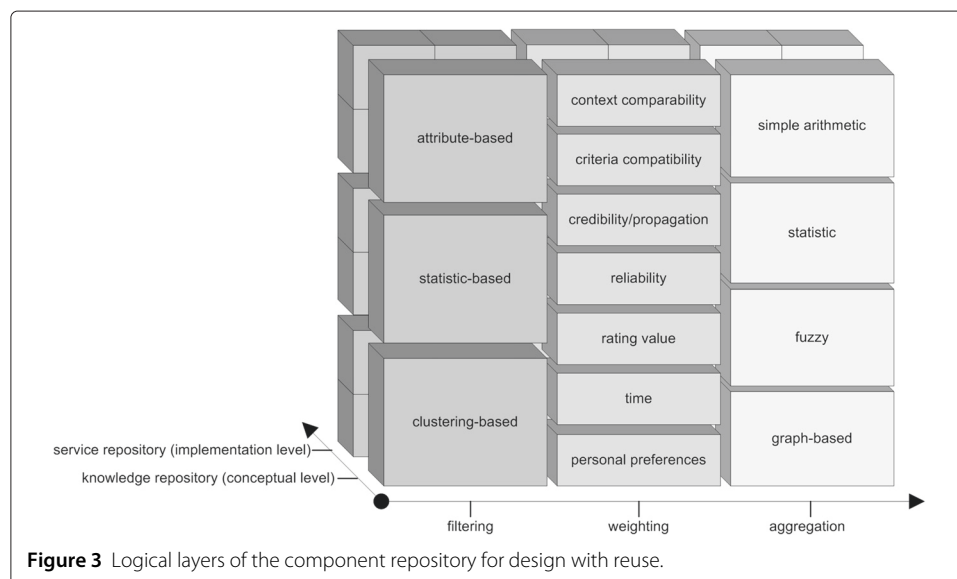 attribute-based
statistic-based
clustering-based
context comparability
criteria compatibility
credibility/propagation
reliability
rating value
time
personal preferences
simple arithmetic
statistic
fuzzy
graph-based
service repository (implementation level)
knowledge repository (conceptual level)
filtering
weighting
aggregation
Figure 3 Logical layers of the component repository for design with reuse.